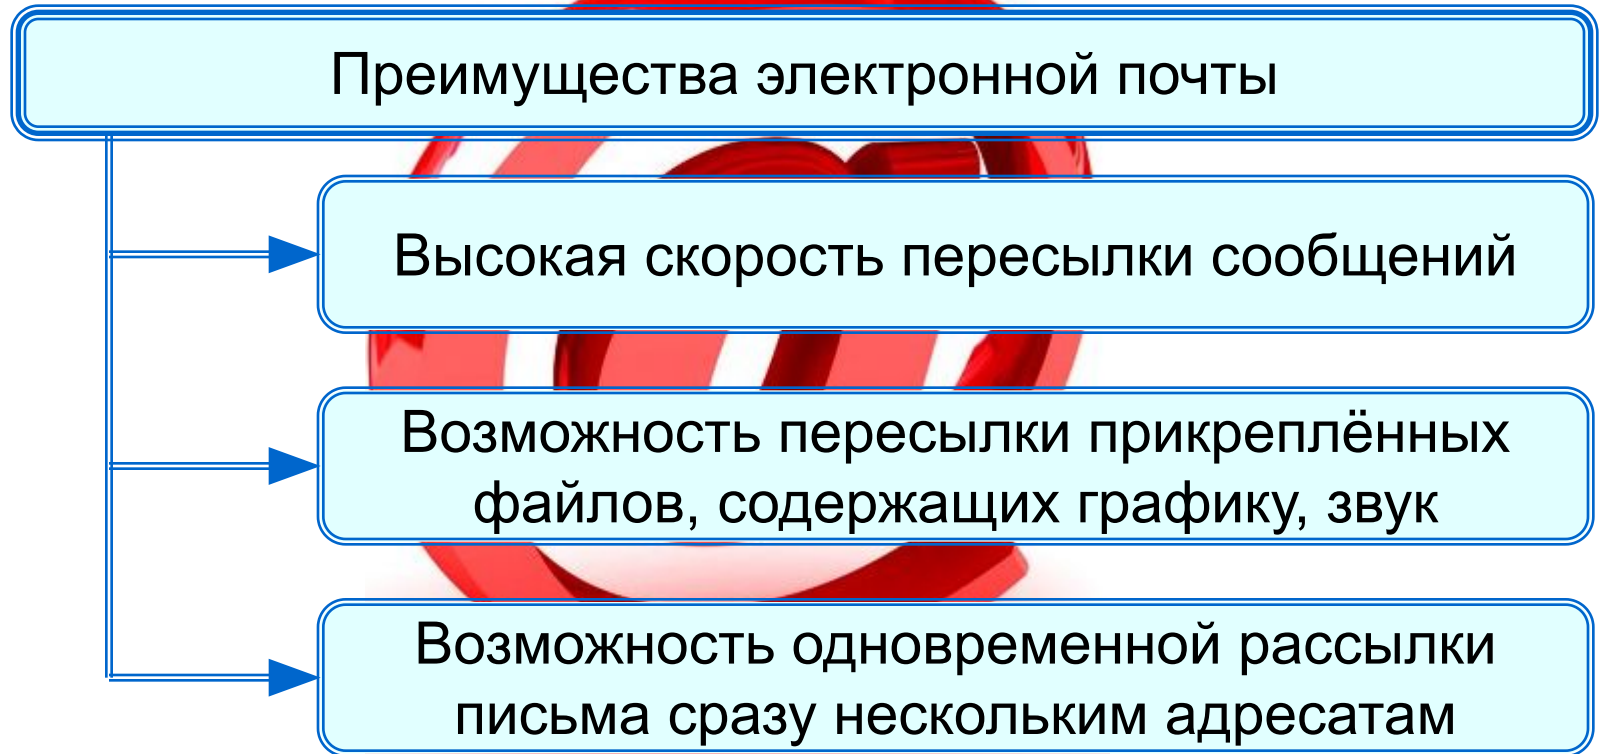 Преимущества электронной почты
Высокая скорость пересылки сообщений
Возможность пересылки прикреплённых
файлов, содержащих графику, звук
Возможность одновременной рассылки
письма сразу нескольким адресатам